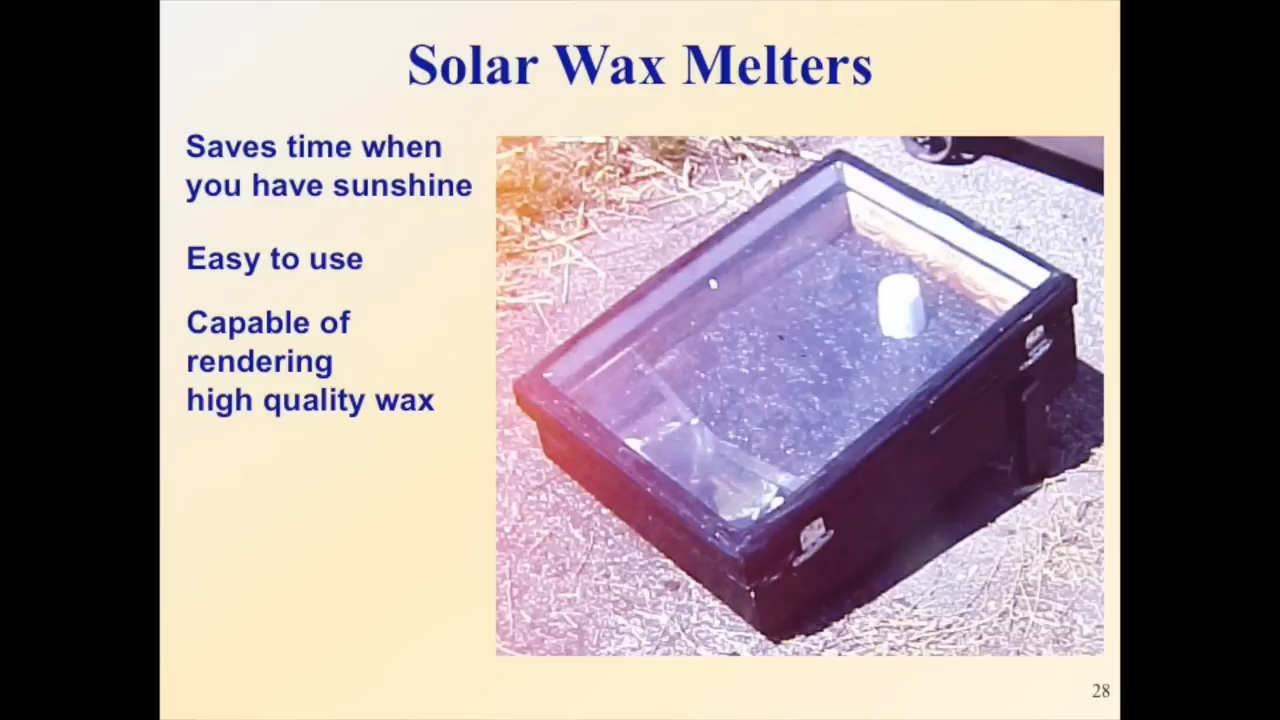 Solar Wax Melters
Saves time when
you have sunshine
Easy to use
Capable of
rendering
high quality wax
28